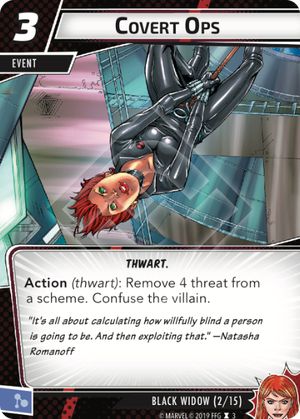 3
COVERT OPS
EVENT
THWART.
Action (thwart): Remove 4 threat from
a scheme. Confuse the villain.
"It's all about calculating how willfully blind a person
is going to be. And then exploiting that." —Natasha
Romanoff
BLACK WIDOW (2/15)
© MARVEL © 2019 FFG 3